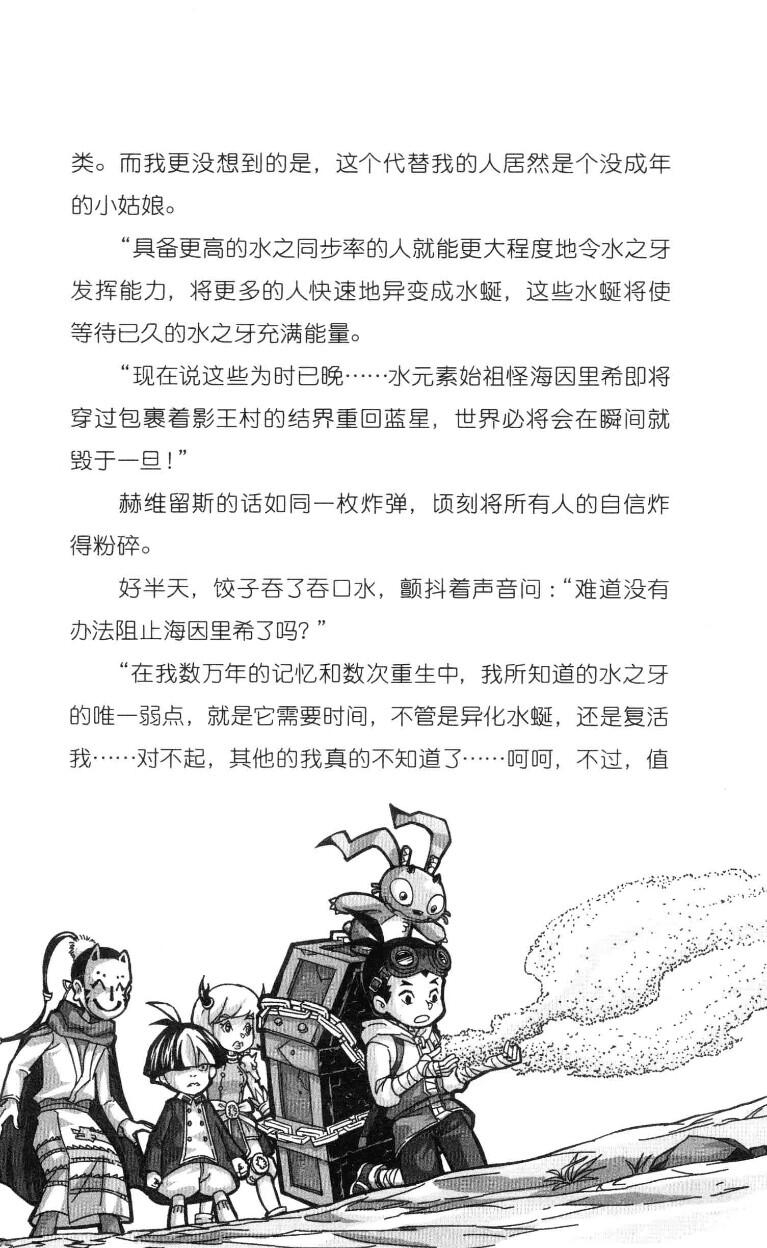 类。而我更没想到的是，这个代替我的人居然是个没成年
的小姑娘。
“具备更高的水之同步率的人就能更大程度地令水之牙
发挥能力，将更多的人快速地异变成水蜒，这些水蜒将使
等待已久的水之牙充满能量。
“现在说这些为时已晚……水元素始祖怪海因里希即将
穿过包裹着影王村的结界重回蓝星，世界必将会在瞬间就
毁于一旦！”
赫维留斯的话如同一枚炸弹，顷刻将所有人的自信炸
得粉碎。
好半天，饺子吞了吞口水，颤抖着声音问：“难道没有
办法阻止海因里希了吗？”
“在我数万年的记忆和数次重生中，我所知道的水之牙
的唯一弱点，就是它需要时间，不管是异化水蜒，还是复活
我……对不起，其他的我真的不知道了……呵呵，不过，值